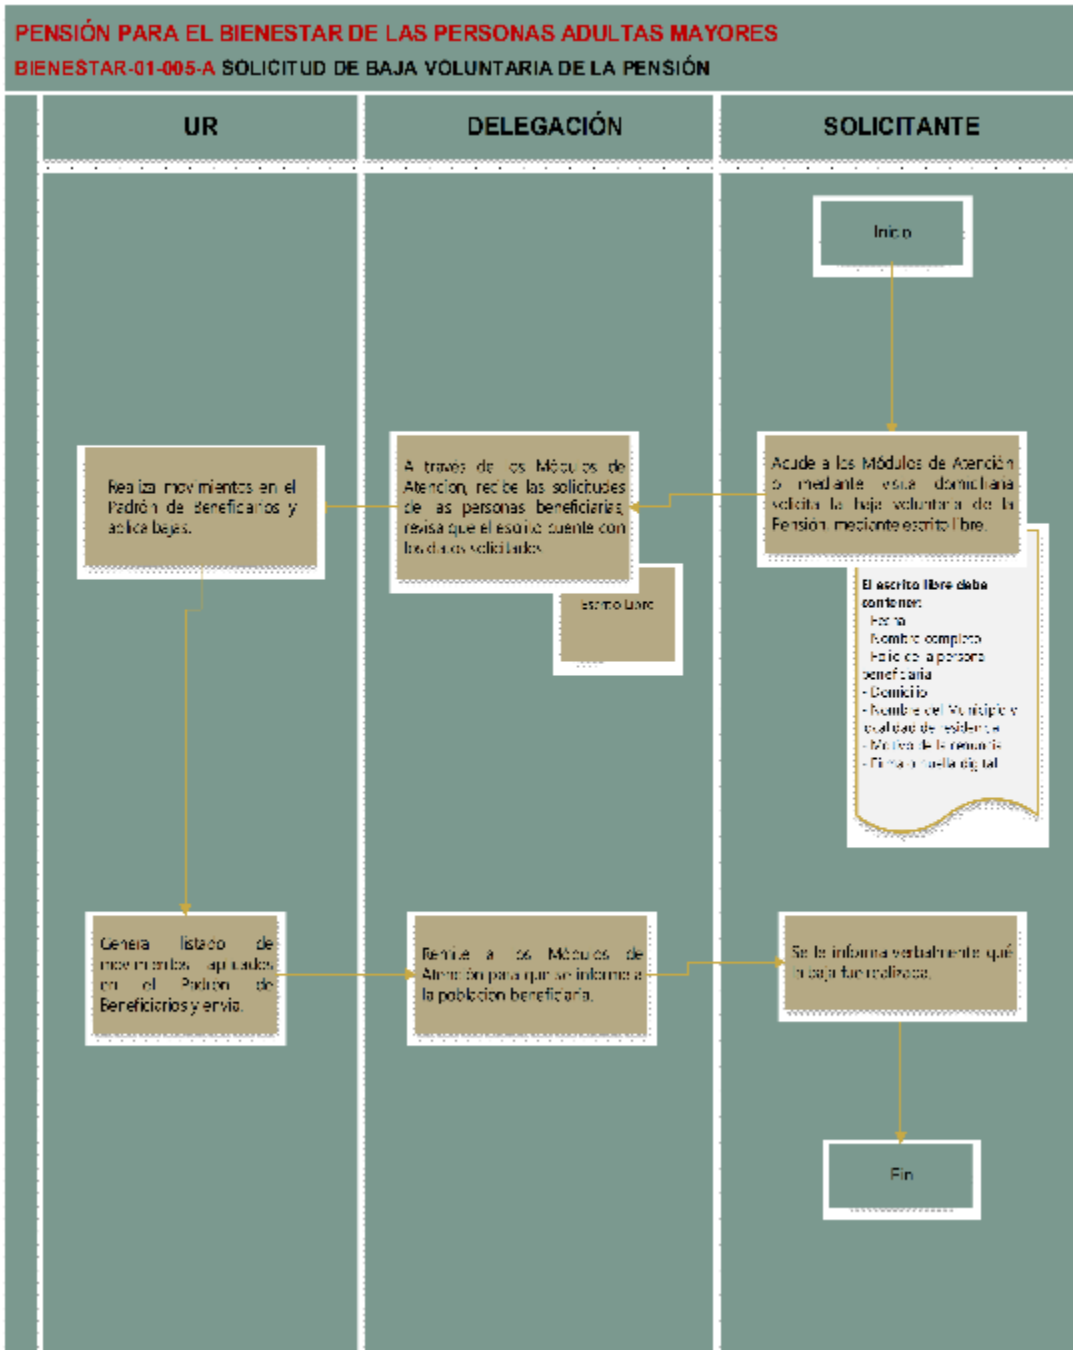 PENSIÓN PARA EL BIENESTAR DE LAS PERSONAS ADULTAS MAYORES
BIENESTAR-01-005-A SOLICITUD DE BAJA VOLUNTARIA DE LA PENSIÓN
UR
DELEGACIÓN
SOLICITANTE
Inicio
Acude a los Módulos de Atención
o mediante visita domiciliaria
solicita la baja voluntaria de la
Pensión, mediante escrito libre.
El escrito libre debe
contener:
- Fecha
- Nombre completo
- Folio de la persona
beneficiaria
- Domicilio
- Nombre del Municipio y
localidad de residencia
- Motivo de la renuncia
- Firma o huella digital
A través de los Módulos de
Atención, recibe las solicitudes
de las personas beneficiarias,
revisa que el escrito cuente con
los datos solicitados
Escrito Libre
Realiza movimientos en el
Padrón de Beneficiarios y
aplica bajas.
Genera listado de
movimientos aplicados
en el Padrón de
Beneficiarios y envía.
Remite a los Módulos de
Atención para que se informe a
la población beneficiaria.
Se le informa verbalmente qué
la baja fue realizada.
Fin